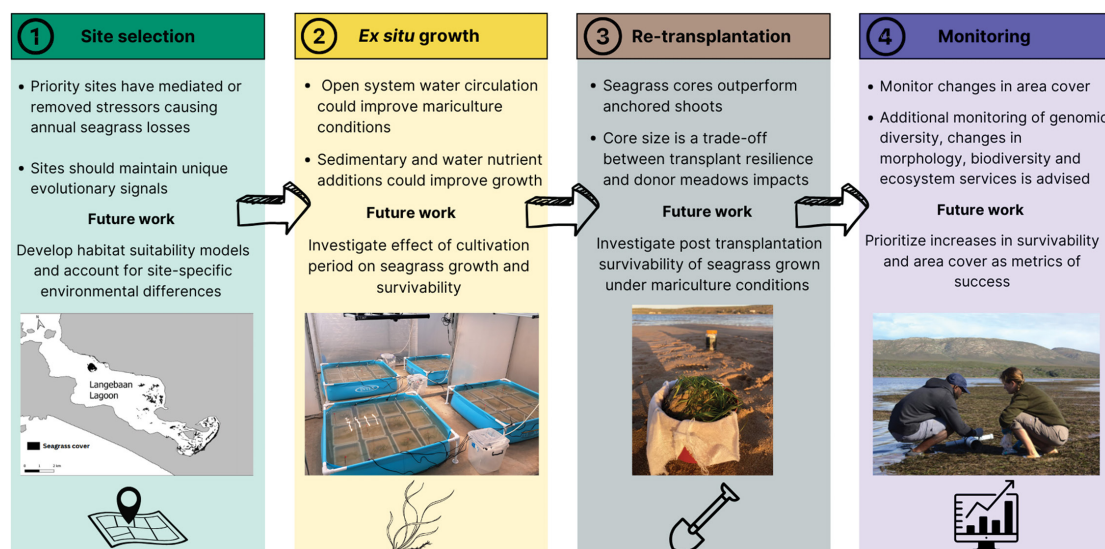 1 Site selection
• Priority sites have mediated or
removed stressors causing
annual seagrass losses
• Sites should maintain unique
evolutionary signals
Future work
Develop habitat suitability models
and account for site-specific
environmental differences
N
Langebaan
Lagoon
Seagrass cover
0 1 2 km
2 Ex situ growth
• Open system water circulation
could improve mariculture
conditions
• Sedimentary and water nutrient
additions could improve growth
Future work
Investigate effect of cultivation
period on seagrass growth and
survivability
3 Re-transplantation
• Seagrass cores outperform
anchored shoots
• Core size is a trade-off
between transplant resilience
and donor meadows impacts
Future work
Investigate post transplantation
survivability of seagrass grown
under mariculture conditions
4 Monitoring
• Monitor changes in area cover
• Additional monitoring of genomic
diversity, changes in
morphology, biodiversity and
ecosystem services is advised
Future work
Prioritize increases in survivability
and area cover as metrics of
success